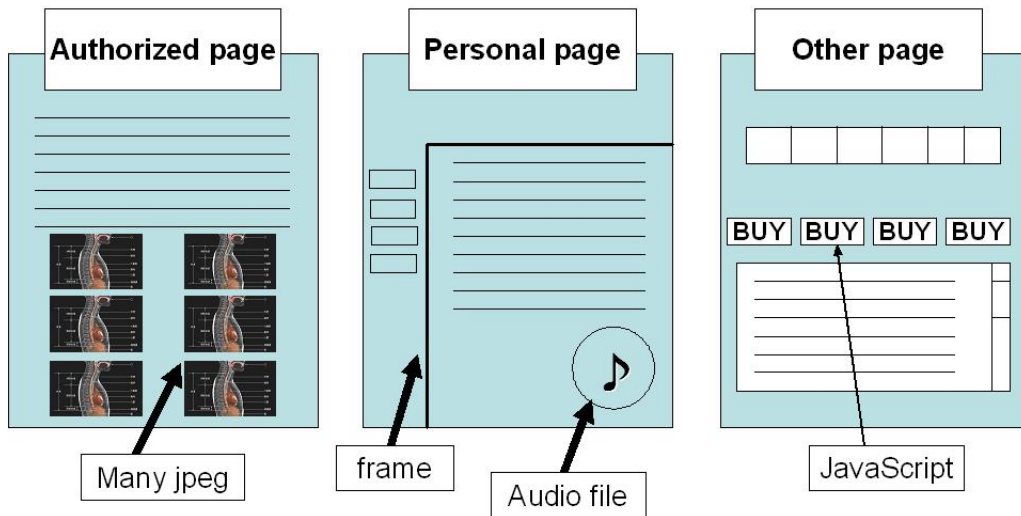 Authorized page
Personal page
Other page
BUY BUY BUY BUY
Many jpeg
frame
Audio file
JavaScript